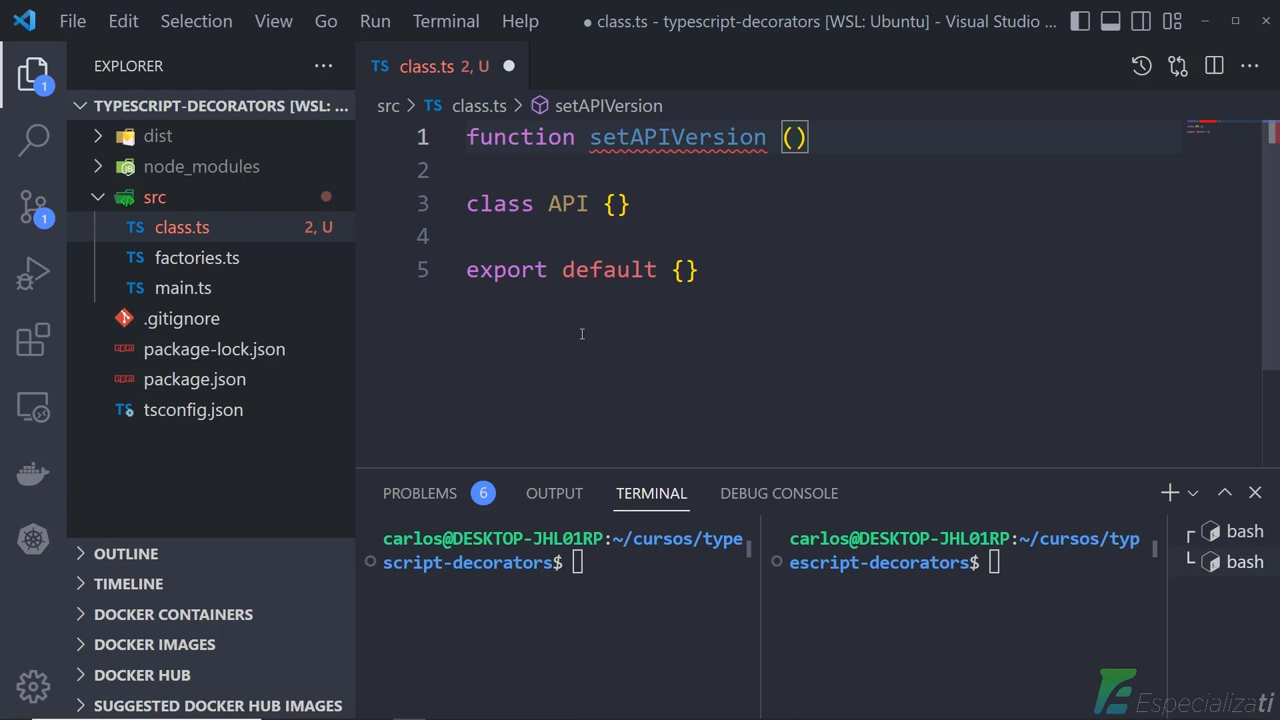 File Edit Selection View Go Run Terminal Help ● class.ts - typescript-decorators [WSL: Ubuntu] - Visual Studio ...
EXPLORER
TS class.ts 2, U
1
TYPESCRIPT-DECORATORS [WSL: ...
src > TS class.ts > setAPIVersion
dist
node_modules
src
TS class.ts 2, U
TS factories.ts
TS main.ts
.gitignore
package-lock.json
package.json
TS tsconfig.json
1
1 function setAPIVersion ()
2
3 class API {}
4
5 export default {}
OUTLINE
TIMELINE
DOCKER CONTAINERS
DOCKER IMAGES
DOCKER HUB
SUGGESTED DOCKER HUB IMAGES
PROBLEMS 6 OUTPUT TERMINAL DEBUG CONSOLE
carlos@DESKTOP-JHL01RP:~/cursos/type
script-decorators$
carlos@DESKTOP-JHL01RP:~/cursos/typ
escript-decorators$
bash
bash
Especializati